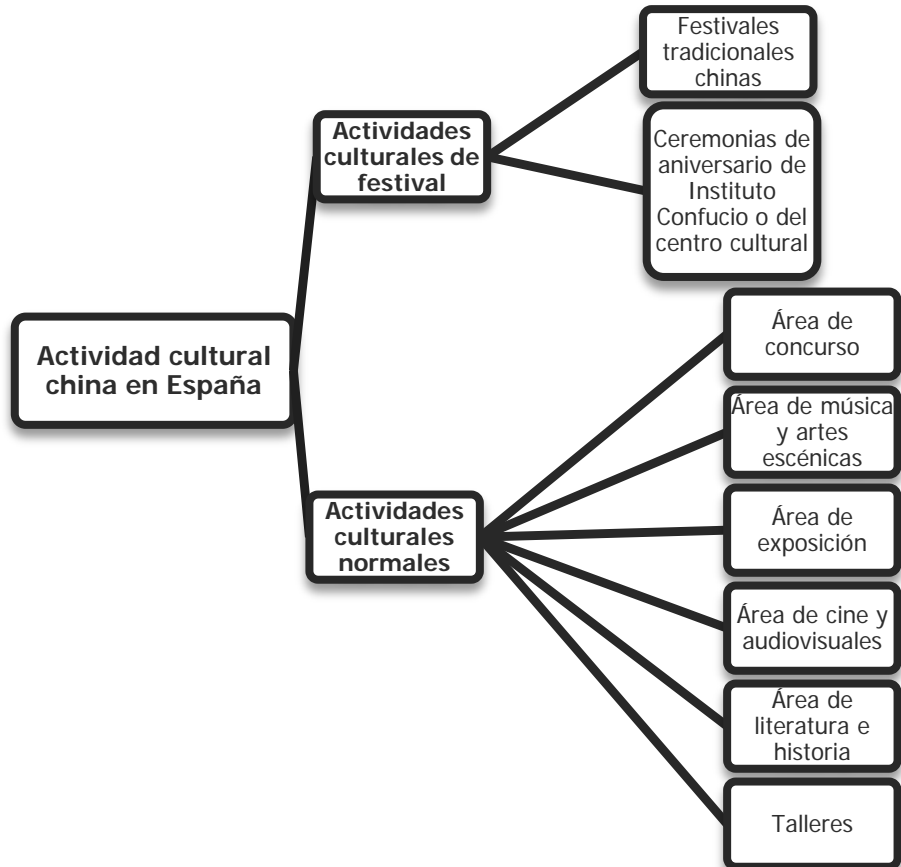 Festivales
tradicionales
chinas
Actividades
culturales de
festival
Ceremonias de
aniversario de
Instituto
Confucio o del
centro cultural
Actividad cultural
china en España
Área de
concurso
Área de música
y artes
escénicas
Actividades
culturales
normales
Área de
exposición
Área de cine y
audiovisuales
Área de
literatura e
historia
Talleres